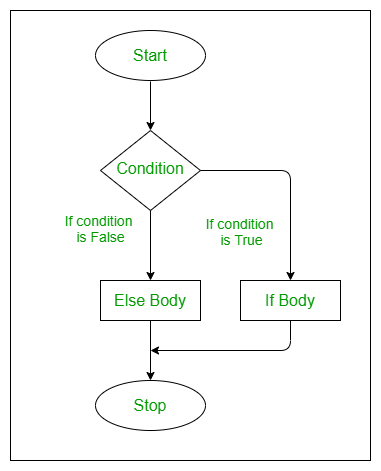 Start
Condition
If condition
is False
If condition
is True
Else Body
If Body
Stop